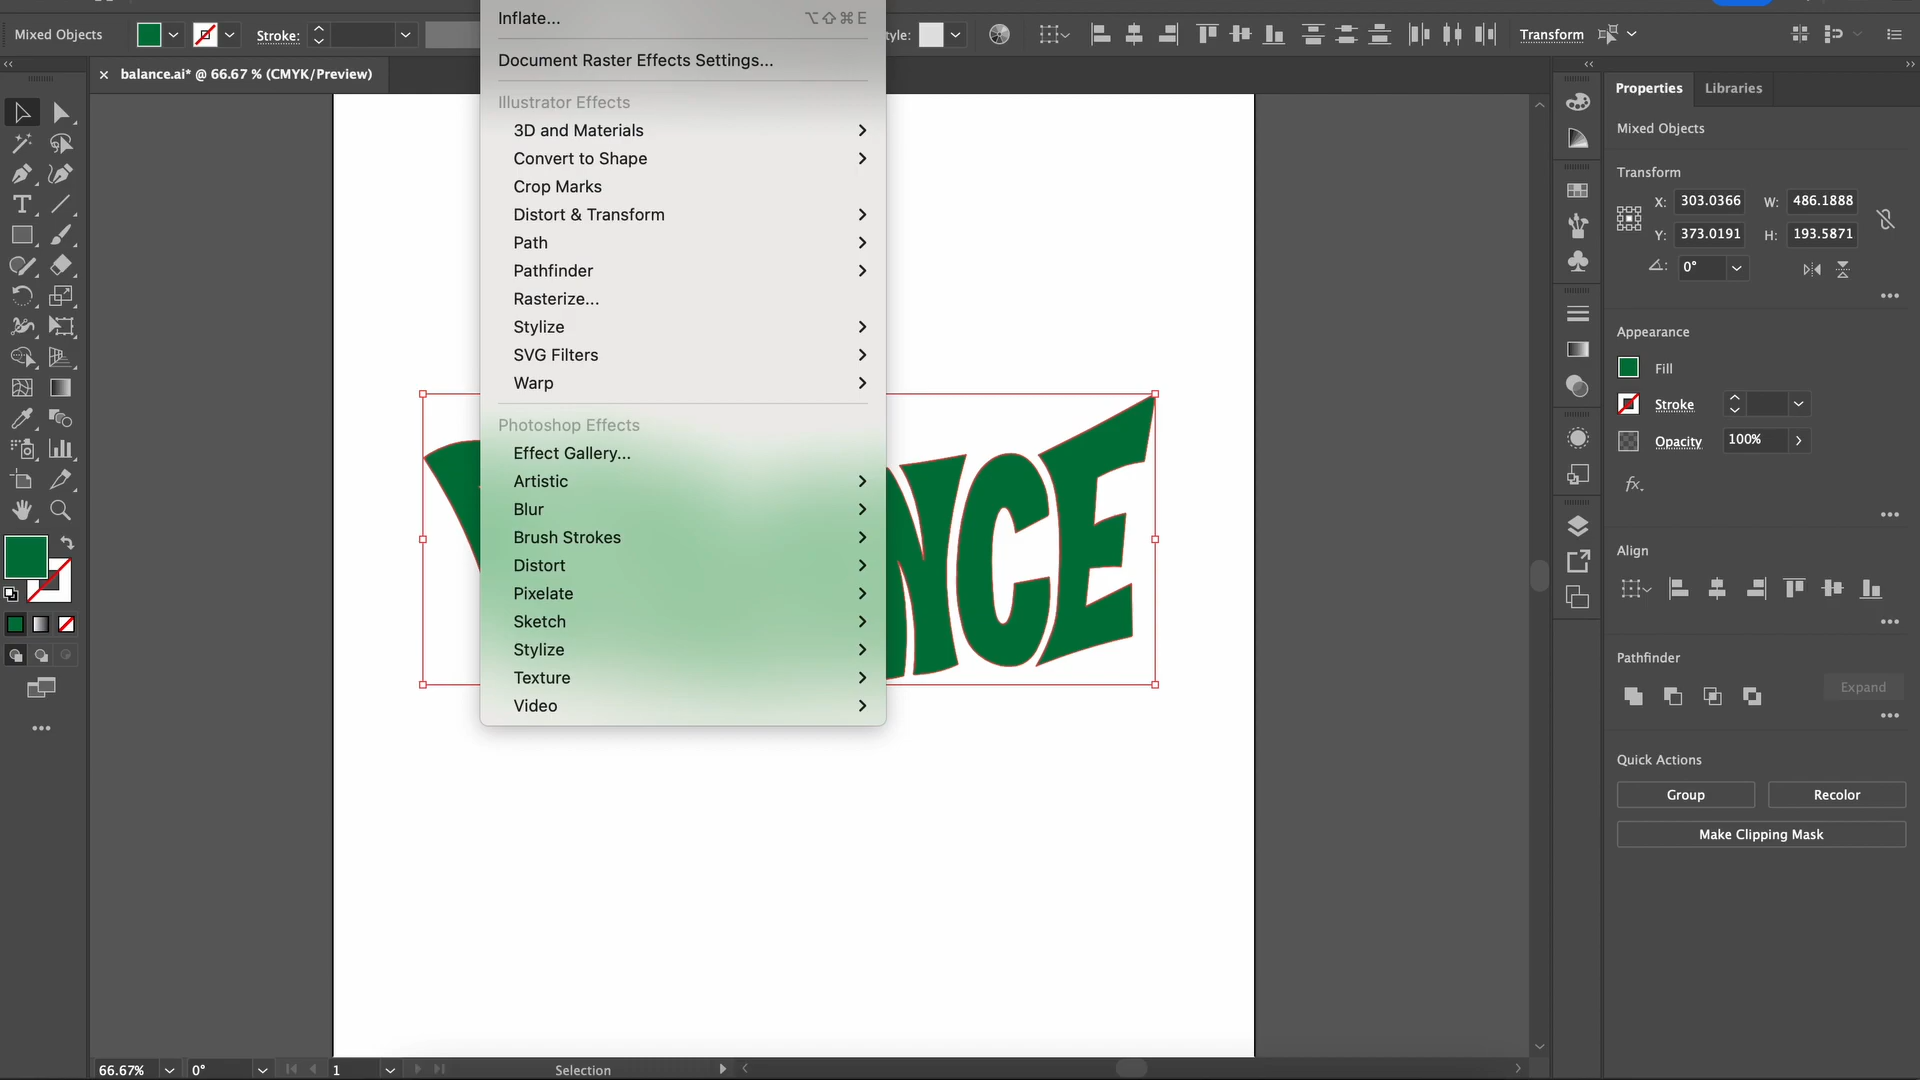 Inflate... ⌥⇧⌘E
Mixed Objects Stroke: Transform
Document Raster Effects Settings...
balance.ai* @ 66.67 % (CMYK/Preview)
Properties Libraries
Illustrator Effects
3D and Materials
Convert to Shape
Crop Marks
Distort & Transform
Path
Pathfinder
Rasterize...
Stylize
SVG Filters
Warp
Photoshop Effects
Effect Gallery...
Artistic
Blur
Brush Strokes
Distort
Pixelate
Sketch
Stylize
Texture
Video
NCE
Mixed Objects
Transform
X: 303.0366 W: 486.1888
Y: 373.0191 H: 193.5871
0°
Appearance
Fill
Stroke
Opacity 100%
fx
Align
Pathfinder
Expand
Quick Actions
Group Recolor
Make Clipping Mask
66.67% 0° 1 Selection